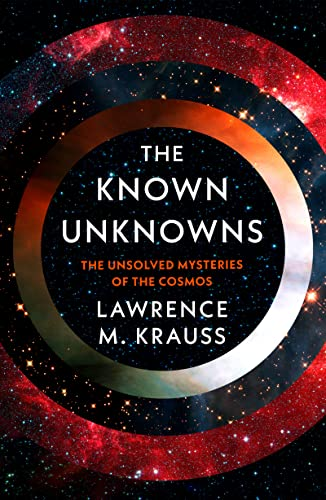 THE
KNOWN
UNKNOWNS
THE UNSOLVED MYSTERIES
OF THE COSMOS
LAWRENCE
M. KRAUSS